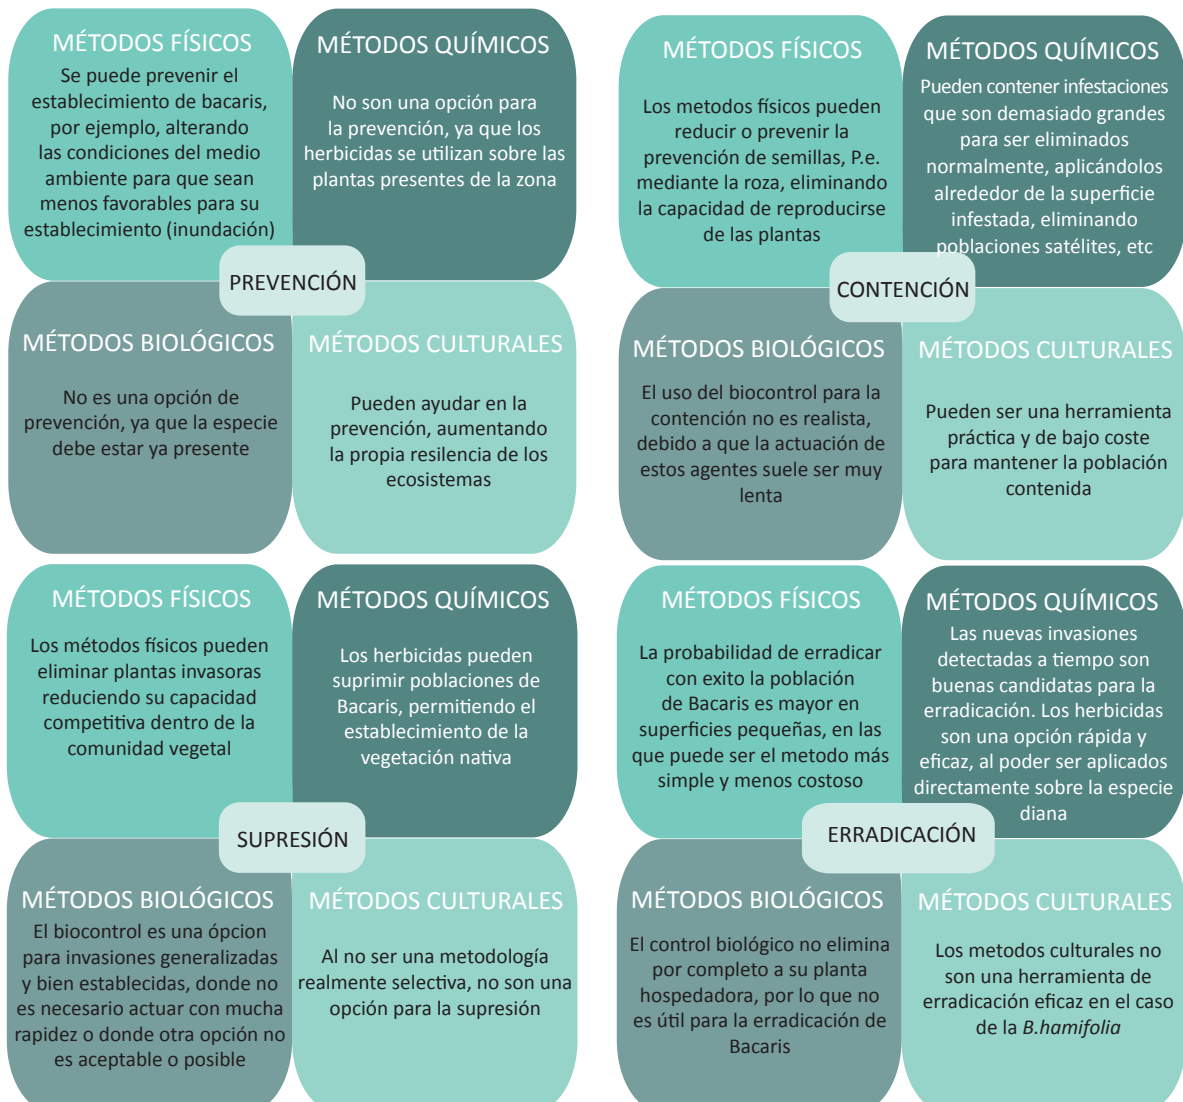 MÉTODOS FÍSICOS
Se puede prevenir el
establecimiento de bacaris,
por ejemplo, alterando
las condiciones del medio
ambiente para que sean
menos favorables para su
establecimiento (inundación)
MÉTODOS QUÍMICOS
No son una opción para
la prevención, ya que los
herbicidas se utilizan sobre las
plantas presentes de la zona
PREVENCIÓN
MÉTODOS BIOLÓGICOS
No es una opción de
prevención, ya que la especie
debe estar ya presente
MÉTODOS CULTURALES
Pueden ayudar en la
prevención, aumentando
la propia resilencia de los
ecosistemas
MÉTODOS FÍSICOS
Los metodos físicos pueden
reducir o prevenir la
prevención de semillas, P.e.
mediante la roza, eliminando
la capacidad de reproducirse
de las plantas
MÉTODOS QUÍMICOS
Pueden contener infestaciones
que son demasiado grandes
para ser eliminados
normalmente, aplicándolos
alrededor de la superficie
infestada, eliminando
poblaciones satélites, etc
CONTENCIÓN
MÉTODOS BIOLÓGICOS
El uso del biocontrol para la
contención no es realista,
debido a que la actuación de
estos agentes suele ser muy
lenta
MÉTODOS CULTURALES
Pueden ser una herramienta
práctica y de bajo coste
para mantener la población
contenida
MÉTODOS FÍSICOS
Los métodos físicos pueden
eliminar plantas invasoras
reduciendo su capacidad
competitiva dentro de la
comunidad vegetal
MÉTODOS QUÍMICOS
Los herbicidas pueden
suprimir poblaciones de
Bacaris, permitiendo el
establecimiento de la
vegetación nativa
SUPRESIÓN
MÉTODOS BIOLÓGICOS
El biocontrol es una ópcion
para invasiones generalizadas
y bien establecidas, donde no
es necesario actuar con mucha
rapidez o donde otra opción no
es aceptable o posible
MÉTODOS CULTURALES
Al no ser una metodología
realmente selectiva, no son una
opción para la supresión
MÉTODOS FÍSICOS
La probabilidad de erradicar
con exito la población
de Bacaris es mayor en
superficies pequeñas, en las
que puede ser el metodo más
simple y menos costoso
MÉTODOS QUÍMICOS
Las nuevas invasiones
detectadas a tiempo son
buenas candidatas para la
erradicación. Los herbicidas
son una opción rápida y
eficaz, al poder ser aplicados
directamente sobre la especie
diana
ERRADICACIÓN
MÉTODOS BIOLÓGICOS
El control biológico no elimina
por completo a su planta
hospedadora, por lo que no
es útil para la erradicación de
Bacaris
MÉTODOS CULTURALES
Los metodos culturales no
son una herramienta de
erradicación eficaz en el caso
de la B.hamifolia